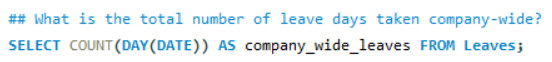 ## What is the total number of leave days taken company-wide?
SELECT COUNT(DAY(DATE)) AS company_wide_leaves FROM Leaves;